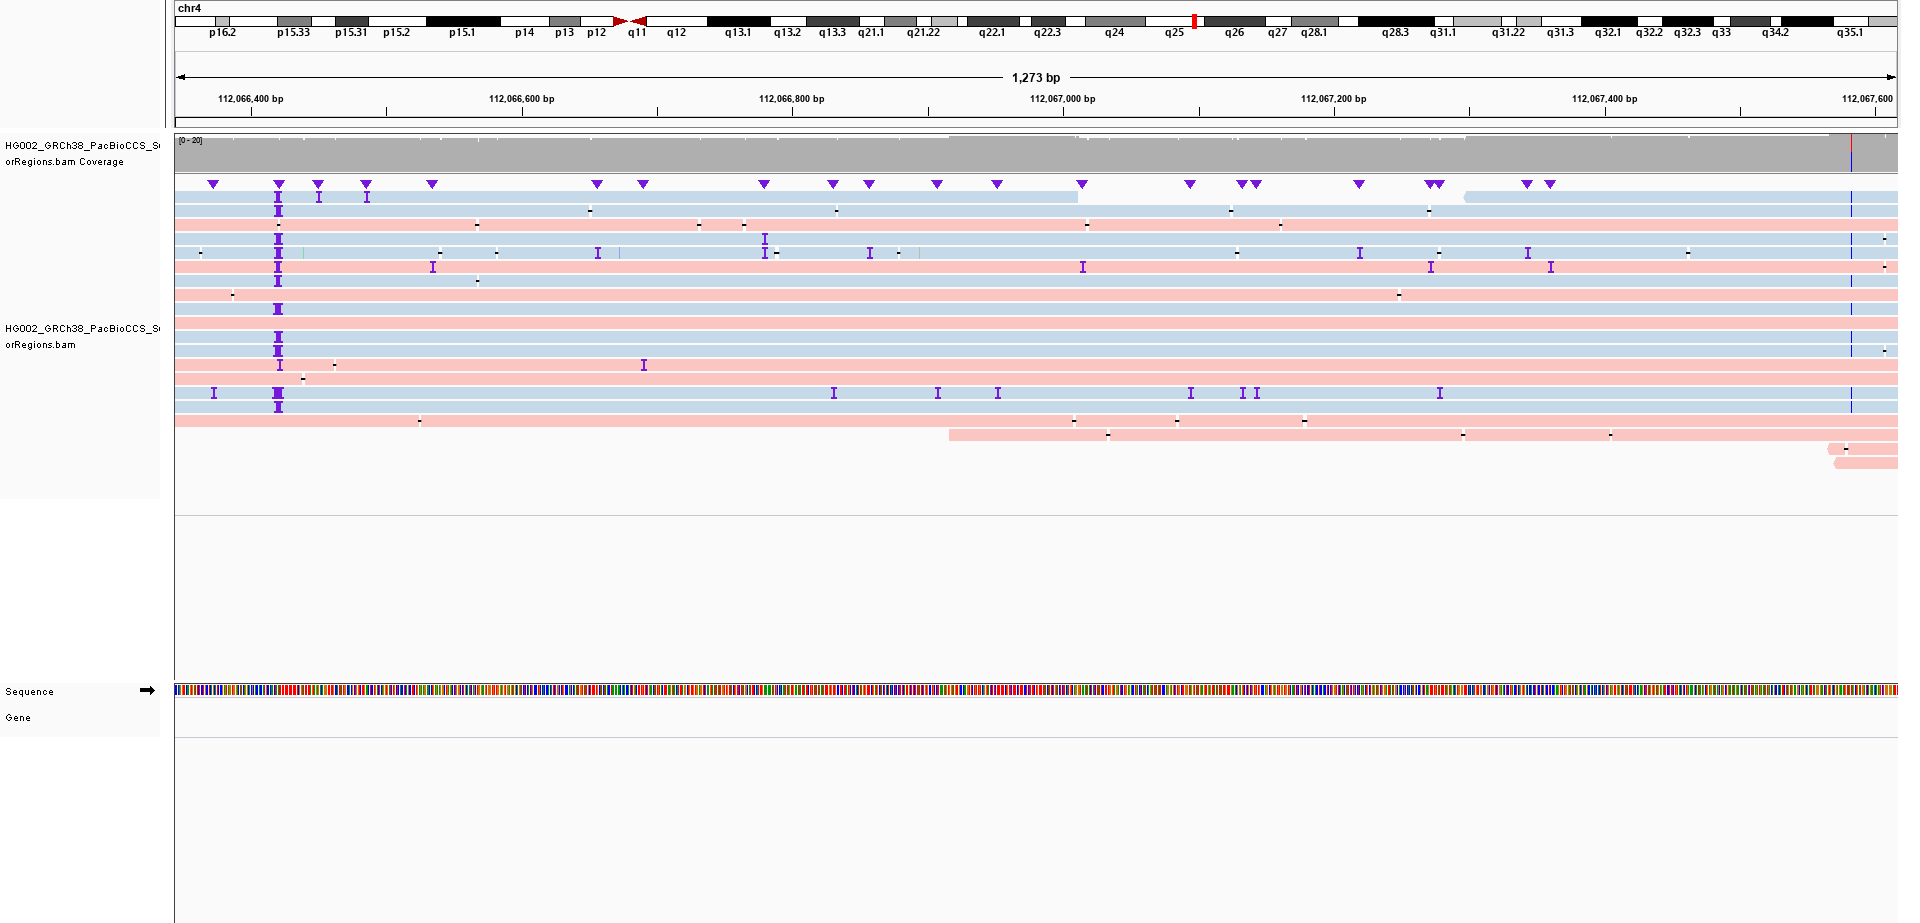 chr4
p16.2 p15.33 p15.31 p15.2 p15.1 p14 p13 p12 q11 q12 q13.1 q13.2 q13.3 q21.1 q21.22 q22.1 q22.3 q24 q25 q26 q27 q28.1 q28.3 q31.1 q31.22 q31.3 q32.1 q32.2 q32.3 q33 q34.2 q35.1
1,273 bp
112,066,400 bp 112,066,600 bp 112,066,800 bp 112,067,000 bp 112,067,200 bp 112,067,400 bp 112,067,600
[0 - 20]
HG002_GRCh38_PacBioCCS_S
orRegions.bam Coverage
HG002_GRCh38_PacBioCCS_S
orRegions.bam
Sequence
Gene